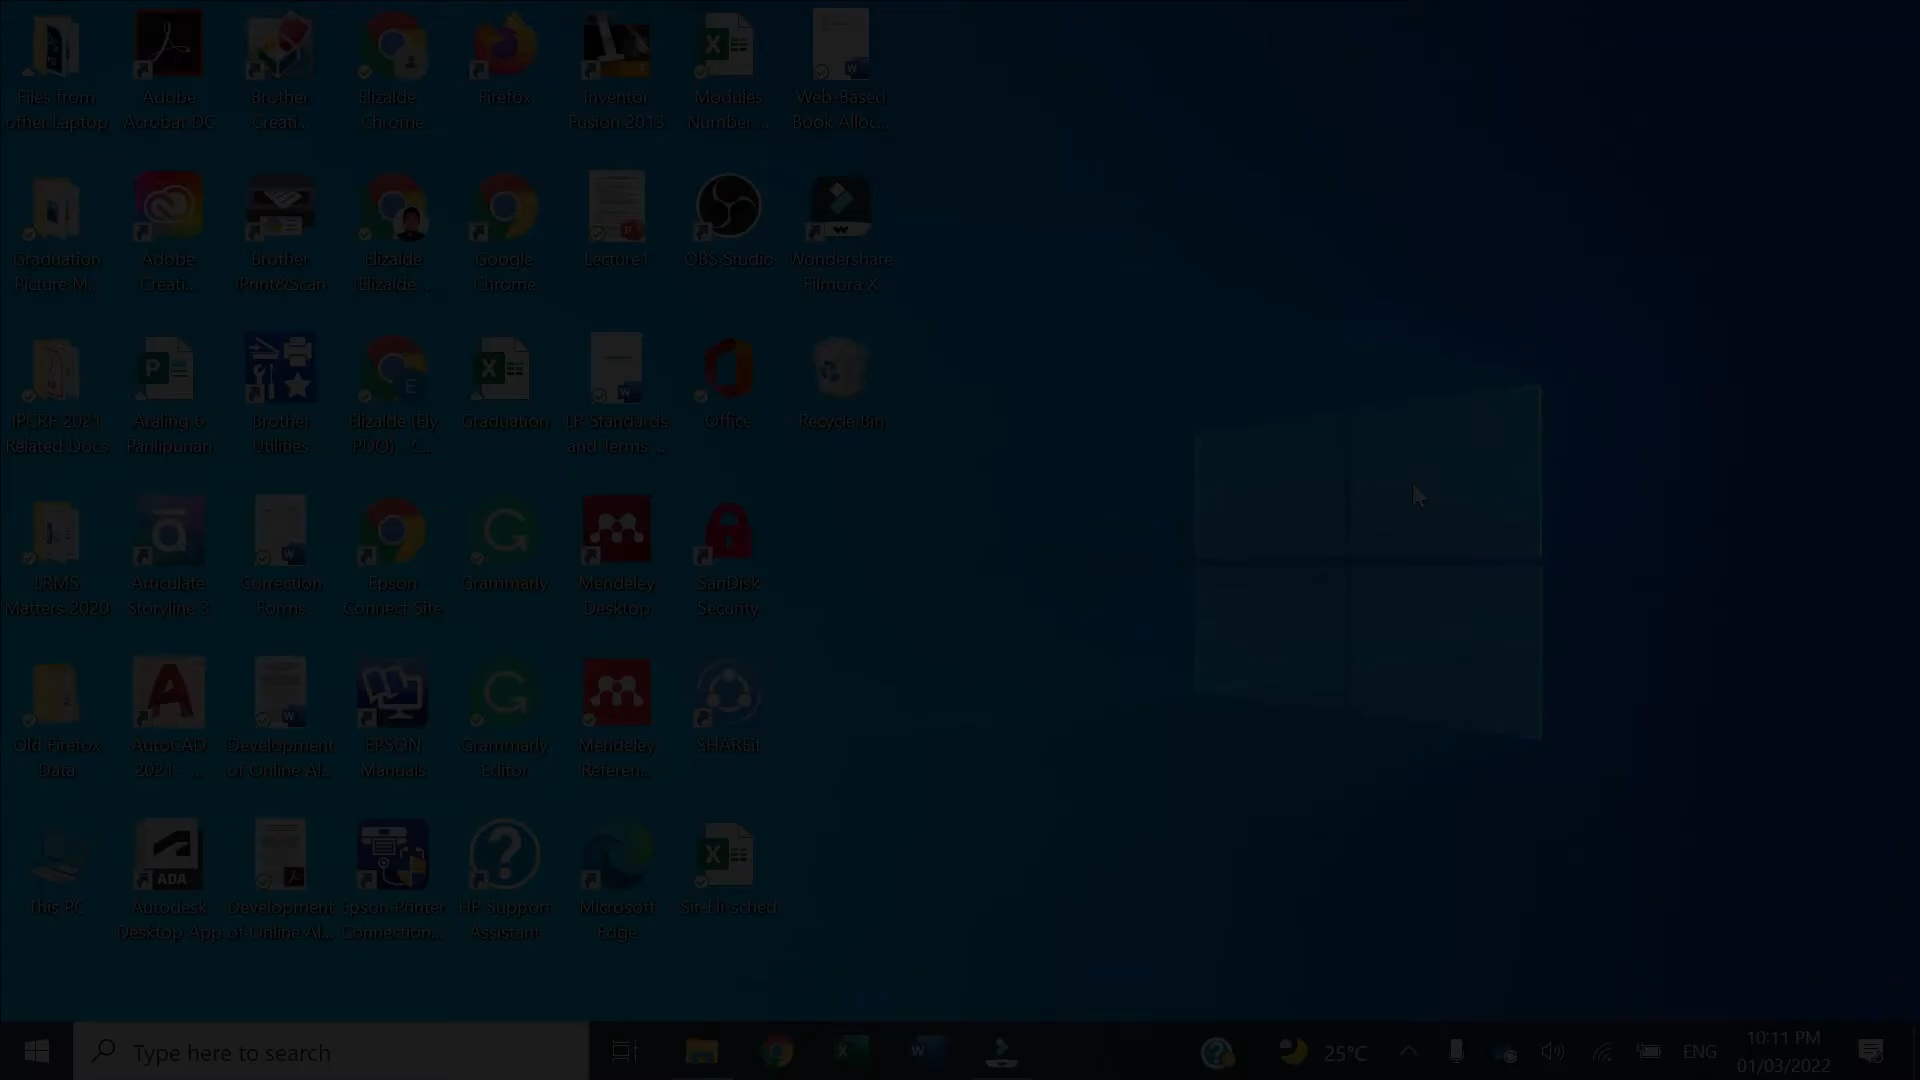 Files from
other Laptop
Adobe
Acrobat DC
Brother
Creati...
Elizalde -
Chrome
Firefox
Inventor
Fusion 2013
Modules
Number ...
Web-Based
Book Alloc...
Graduation
Picture M...
Adobe
Creati...
Brother
iPrint&Scan
Elizalde
(Elizalde ...
Google
Chrome
Lecture1
OBS Studio
Wondershare
Filmora X
IPCRF 2021
Related Docs
Araling 6
Panlipunan
Brother
Utilities
Elizalde (Ely
PDO) - C...
Graduation
LR Standards
and Terms ...
Office
Recycle Bin
LRMS
Matters 2020
Articulate
Storyline 3
Correction
Forms
Epson
Connect Site
Grammarly
Mendeley
Desktop
SanDisk
Security
Old Firefox
Data
AutoCAD
2021 - ...
Development
of Online Al...
EPSON
Manuals
Grammarly
Editor
Mendeley
Referen...
SHAREit
ADA
This PC
Autodesk
Desktop App
Development
of Online Al...
Epson Printer
Connection...
HP Support
Assistant
Microsoft
Edge
Sir-Eli-sched
Type here to search
25°C
ENG
10:11 PM
01/03/2022